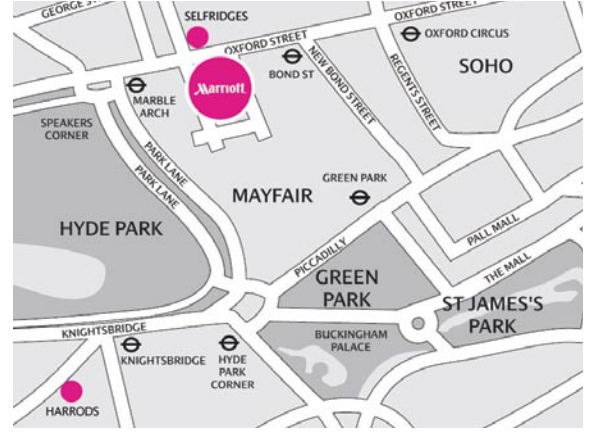 GEORGE S
SELFRIDGES
OXFORD STREET
OXFORD STREET
OXFORD CIRCUS
BOND ST
SOHO
Marriott
MARBLE
ARCH
NEW BOND STREET
REGENTS STREET
SPEAKERS
CORNER
PARK LANE
PARK LANE
MAYFAIR
GREEN PARK
HYDE PARK
PICCADILLY
PALL MALL
THE MALL
GREEN
PARK
ST JAMES'S
PARK
KNIGHTSBRIDGE
BUCKINGHAM
PALACE
KNIGHTSBRIDGE
HYDE
PARK
CORNER
HARRODS